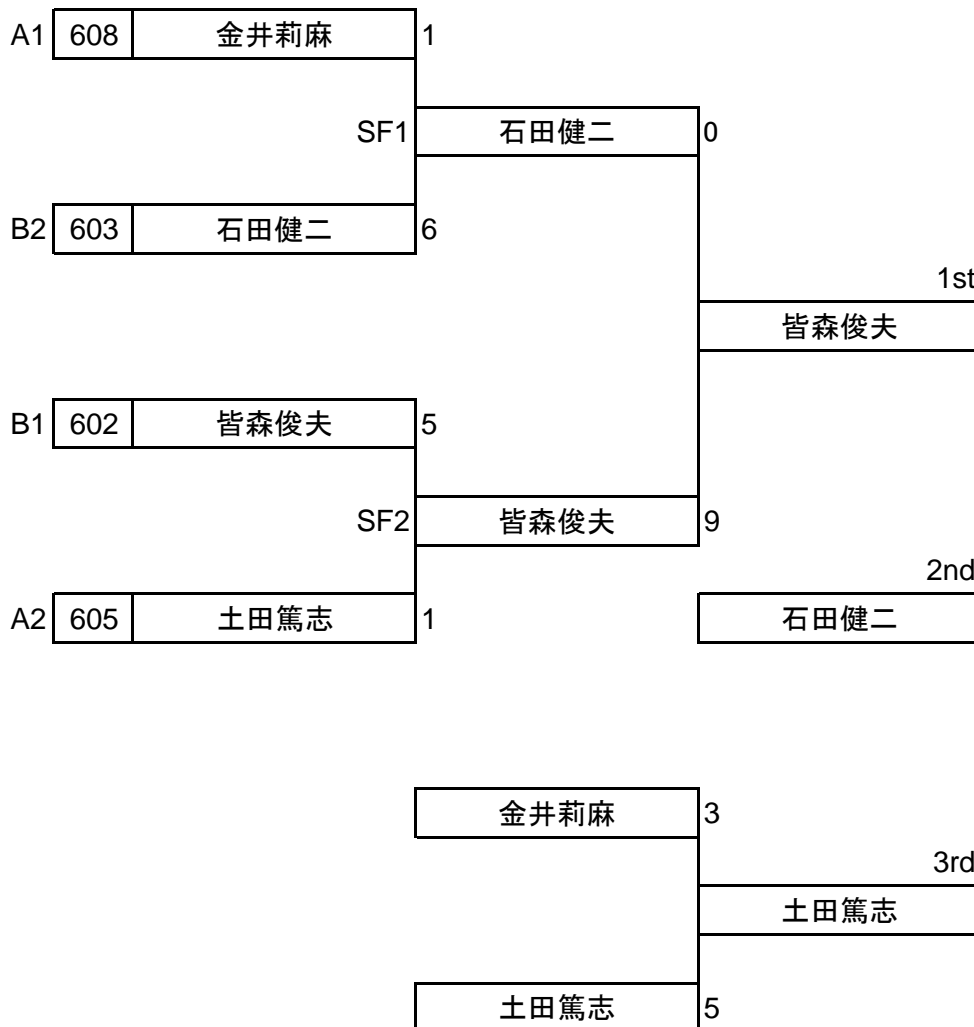 A1 608 金井莉麻 1
SF1 石田健二 0
B2 603 石田健二 6
1st
皆森俊夫
B1 602 皆森俊夫 5
SF2 皆森俊夫 9
2nd
A2 605 土田篤志 1 石田健二
金井莉麻 3
3rd
土田篤志
土田篤志 5